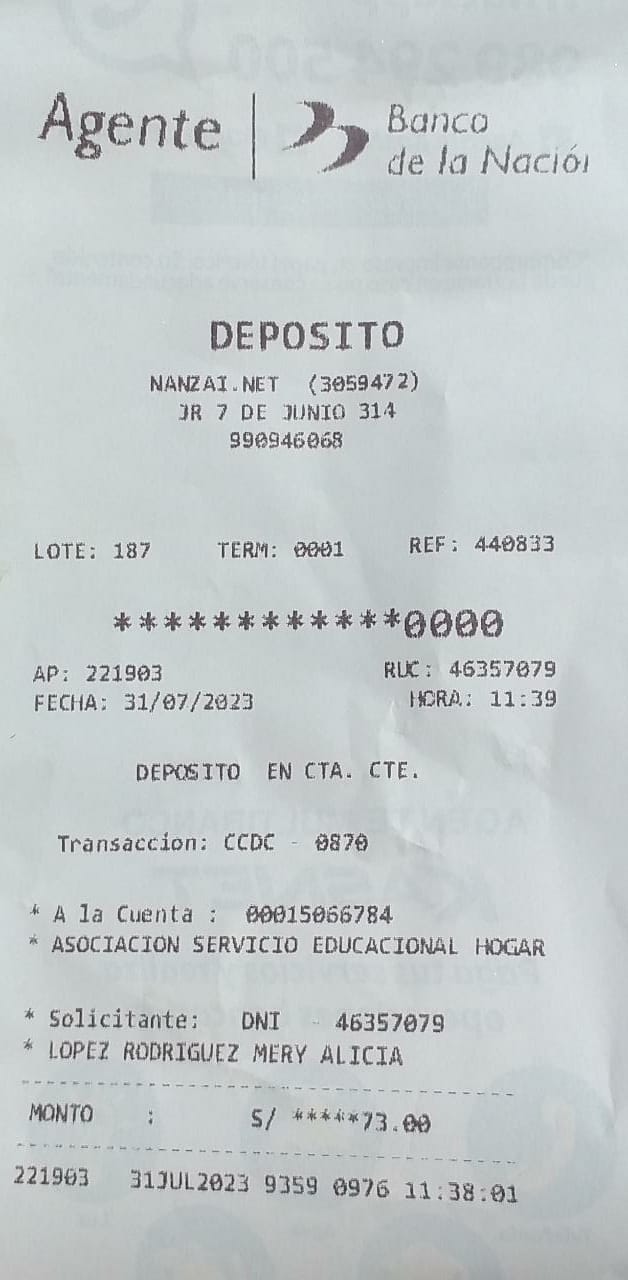 Agente
Banco
de la Nación
DEPOSITO
NANZAI.NET (3059472)
JR 7 DE JUNIO 314
990946068
LOTE: 187 TERM: 0001 REF: 440833
************0000
AP: 221903 RUC: 46357079
FECHA: 31/07/2023 HORA: 11:39
DEPOSITO EN CTA. CTE.
Transaccion: CCDC - 0870
* A la Cuenta : 00015066784
* ASOCIACION SERVICIO EDUCACIONAL HOGAR
* Solicitante: DNI - 46357079
* LOPEZ RODRIGUEZ MERY ALICIA
MONTO : S/ *****73.00
221903 31JUL2023 9359 0976 11:38:01